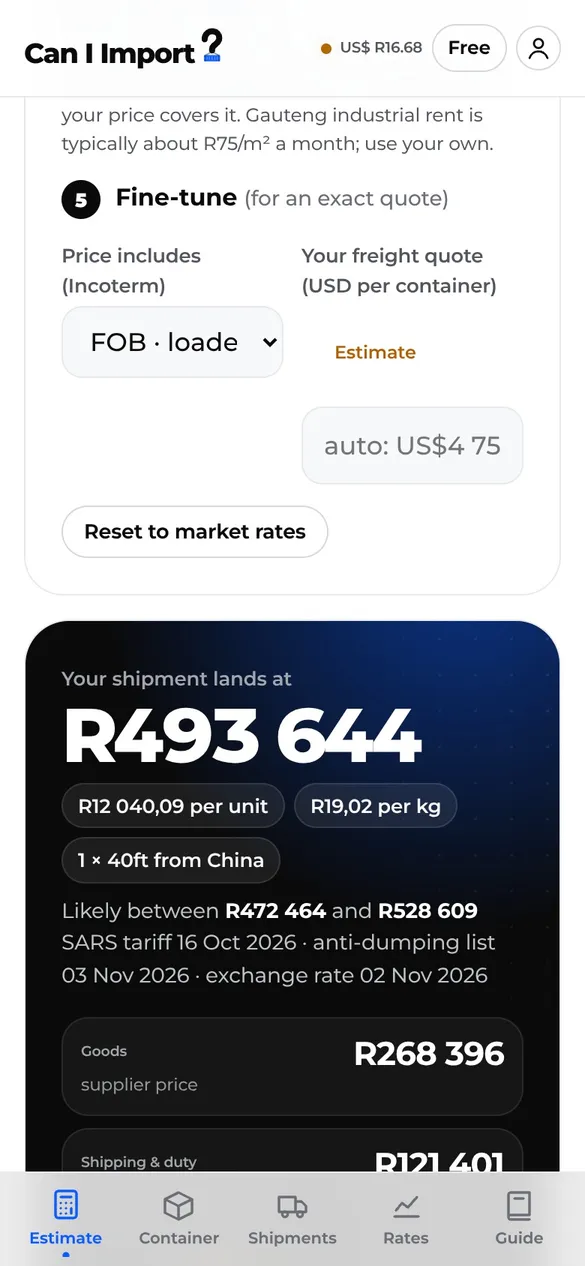 Can I Import?
US$ R16.68
Free
your price covers it. Gauteng industrial rent is
typically about R75/m² a month; use your own.
5 Fine-tune (for an exact quote)
Price includes
(Incoterm)
FOB · loade
Your freight quote
(USD per container)
Estimate
auto: US$4 75
Reset to market rates
Your shipment lands at
R493 644
R12 040,09 per unit
R19,02 per kg
1 × 40ft from China
Likely between R472 464 and R528 609
SARS tariff 16 Oct 2026 · anti-dumping list
03 Nov 2026 · exchange rate 02 Nov 2026
Goods
supplier price
R268 396
Shipping & duty
R121 401
Estimate
Container
Shipments
Rates
Guide